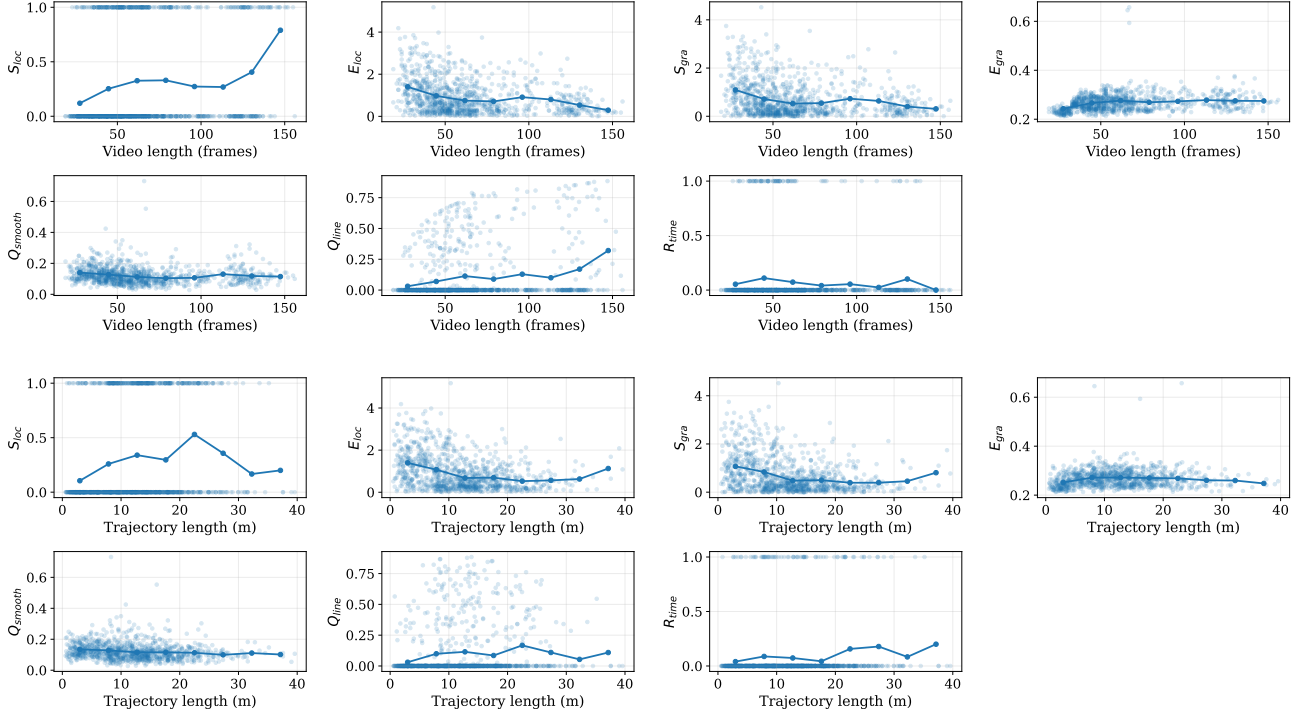 1.0
0.5
0.0
S_loc
50 100 150
Video length (frames)
4
2
0
E_loc
50 100 150
Video length (frames)
4
2
0
S_gra
50 100 150
Video length (frames)
0.6
0.4
0.2
E_gra
50 100 150
Video length (frames)
0.6
0.4
0.2
0.0
Q_smooth
50 100 150
Video length (frames)
0.75
0.50
0.25
0.00
Q_line
50 100 150
Video length (frames)
1.0
0.5
0.0
R_time
50 100 150
Video length (frames)
1.0
0.5
0.0
S_loc
0 10 20 30 40
Trajectory length (m)
4
2
0
E_loc
0 10 20 30 40
Trajectory length (m)
4
2
0
S_gra
0 10 20 30 40
Trajectory length (m)
0.6
0.4
0.2
E_gra
0 10 20 30 40
Trajectory length (m)
0.6
0.4
0.2
0.0
Q_smooth
0 10 20 30 40
Trajectory length (m)
0.75
0.50
0.25
0.00
Q_line
0 10 20 30 40
Trajectory length (m)
1.0
0.5
0.0
R_time
0 10 20 30 40
Trajectory length (m)